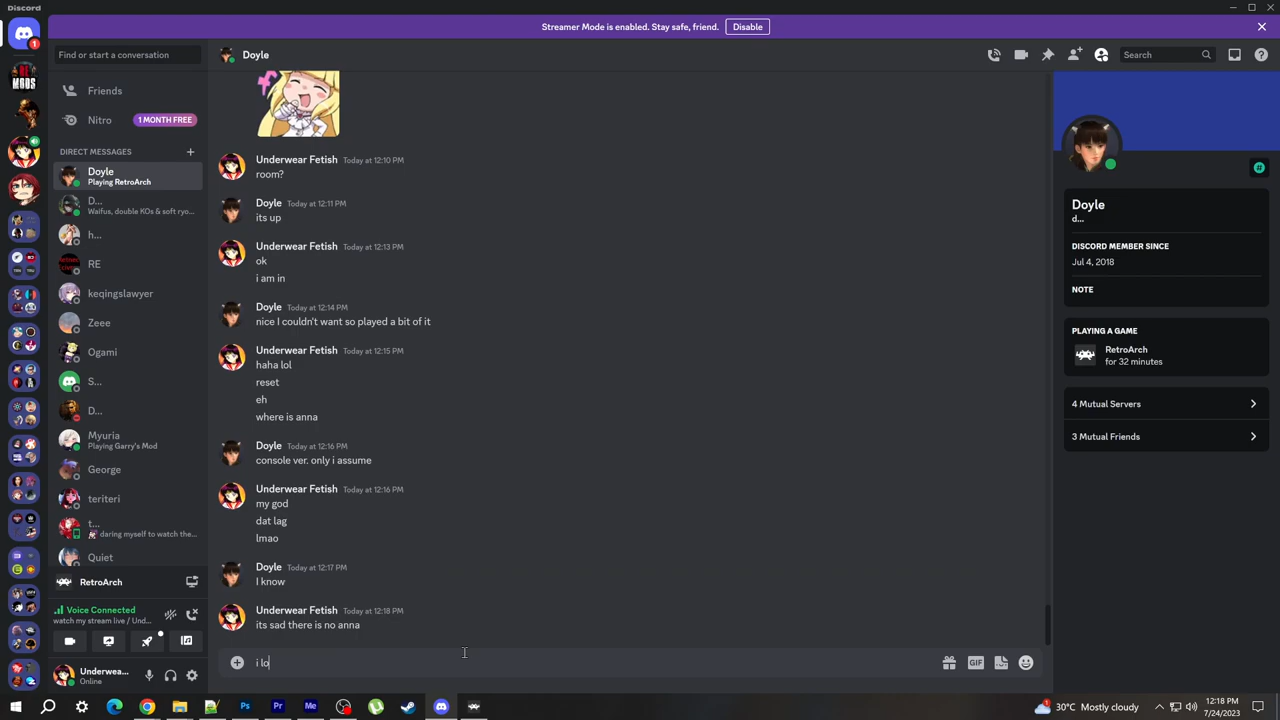 Discord
Streamer Mode is enabled. Stay safe, friend. Disable
Find or start a conversation
Doyle
Search
1
RE MODS
Friends
Nitro 1 MONTH FREE
DIRECT MESSAGES
Doyle
Playing RetroArch
D...
Waifus, double KOs & soft ryo...
h...
RE
keqingslawyer
Zeee
Ogami
S...
D...
Myuria
Playing Garry's Mod
George
teriteri
t...
daring myself to watch the...
Quiet
RetroArch
Voice Connected
watch my stream live / Und...
Underwea...
Online
Underwear Fetish Today at 12:10 PM
room?
Doyle Today at 12:11 PM
its up
Underwear Fetish Today at 12:13 PM
ok
i am in
Doyle Today at 12:14 PM
nice I couldn't want so played a bit of it
Underwear Fetish Today at 12:15 PM
haha lol
reset
eh
where is anna
Doyle Today at 12:16 PM
console ver. only i assume
Underwear Fetish Today at 12:16 PM
my god
dat lag
lmao
Doyle Today at 12:17 PM
I know
Underwear Fetish Today at 12:18 PM
its sad there is no anna
i lo
GIF
Doyle
d...
DISCORD MEMBER SINCE
Jul 4, 2018
NOTE
PLAYING A GAME
RetroArch
for 32 minutes
4 Mutual Servers
3 Mutual Friends
Ps
Pr
Me
1
30°C Mostly cloudy
12:18 PM
7/24/2023